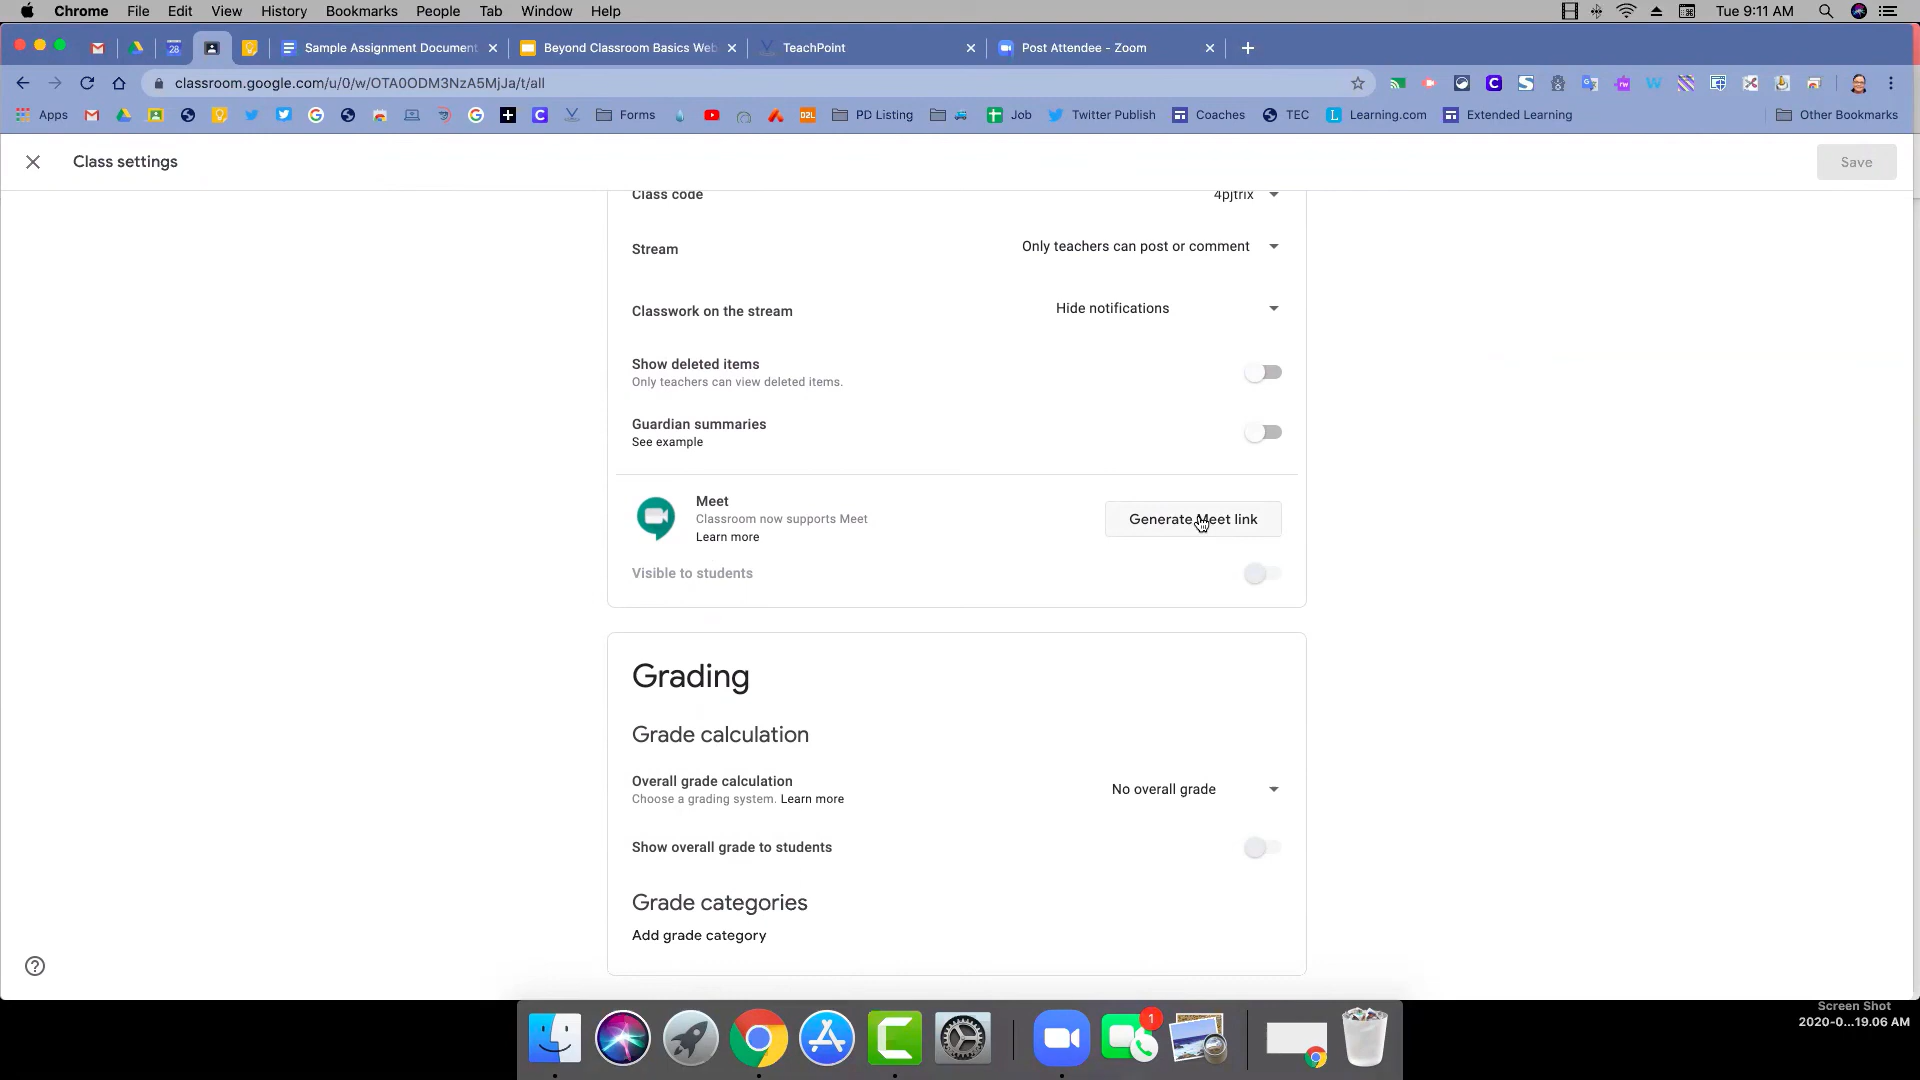 Chrome File Edit View History Bookmarks People Tab Window Help Tue 9:11 AM
28 Sample Assignment Document Beyond Classroom Basics Web TeachPoint Post Attendee - Zoom
classroom.google.com/u/0/w/OTA0ODM3NzA5MjJa/t/all
Apps Forms D2L PD Listing Job Twitter Publish Coaches TEC Learning.com Extended Learning Other Bookmarks
Class settings Save
Class code 4pjtrix
Stream Only teachers can post or comment
Classwork on the stream Hide notifications
Show deleted items
Only teachers can view deleted items.
Guardian summaries
See example
Meet
Classroom now supports Meet Generate Meet link
Learn more
Visible to students
Grading
Grade calculation
Overall grade calculation No overall grade
Choose a grading system. Learn more
Show overall grade to students
Grade categories
Add grade category
Screen Shot
2020-0...19.06 AM
1